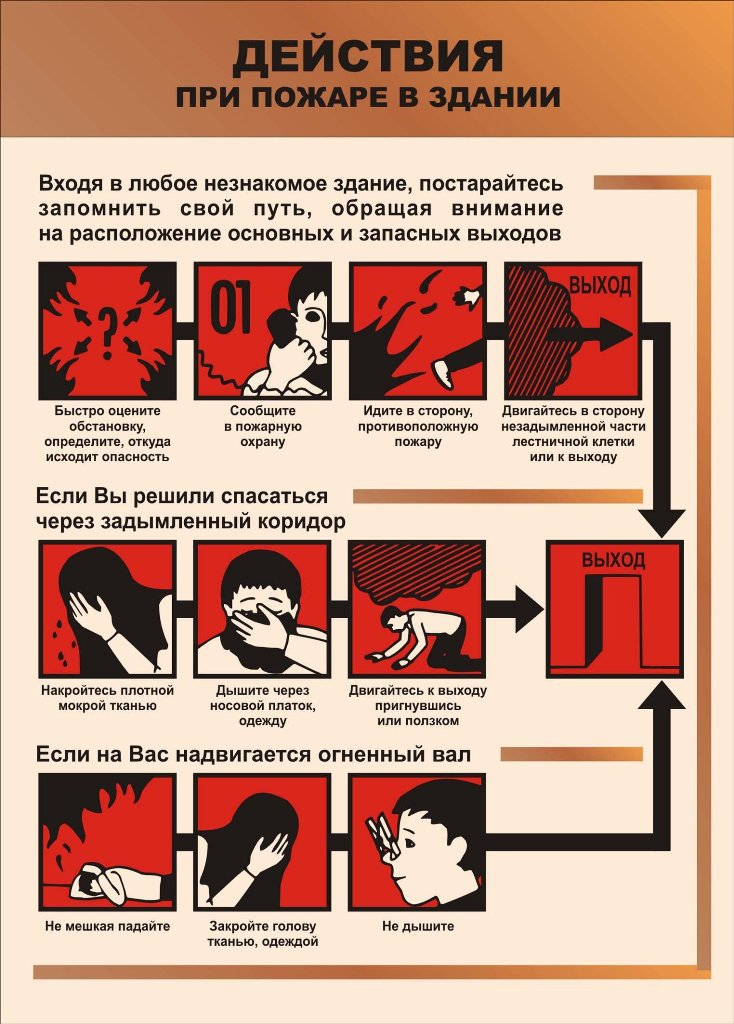 ДЕЙСТВИЯ
ПРИ ПОЖАРЕ В ЗДАНИИ
Входя в любое незнакомое здание, постарайтесь
запомнить свой путь, обращая внимание
на расположение основных и запасных выходов
?
01
ВЫХОД
Быстро оцените
обстановку,
определите, откуда
исходит опасность
Сообщите
в пожарную
охрану
Идите в сторону,
противоположную
пожару
Двигайтесь в сторону
незадымленной части
лестничной клетки
или к выходу
Если Вы решили спасаться
через задымленный коридор
ВЫХОД
Накройтесь плотной
мокрой тканью
Дышите через
носовой платок,
одежду
Двигайтесь к выходу
пригнувшись
или ползком
Если на Вас надвигается огненный вал
Не мешкая падайте
Закройте голову
тканью, одеждой
Не дышите